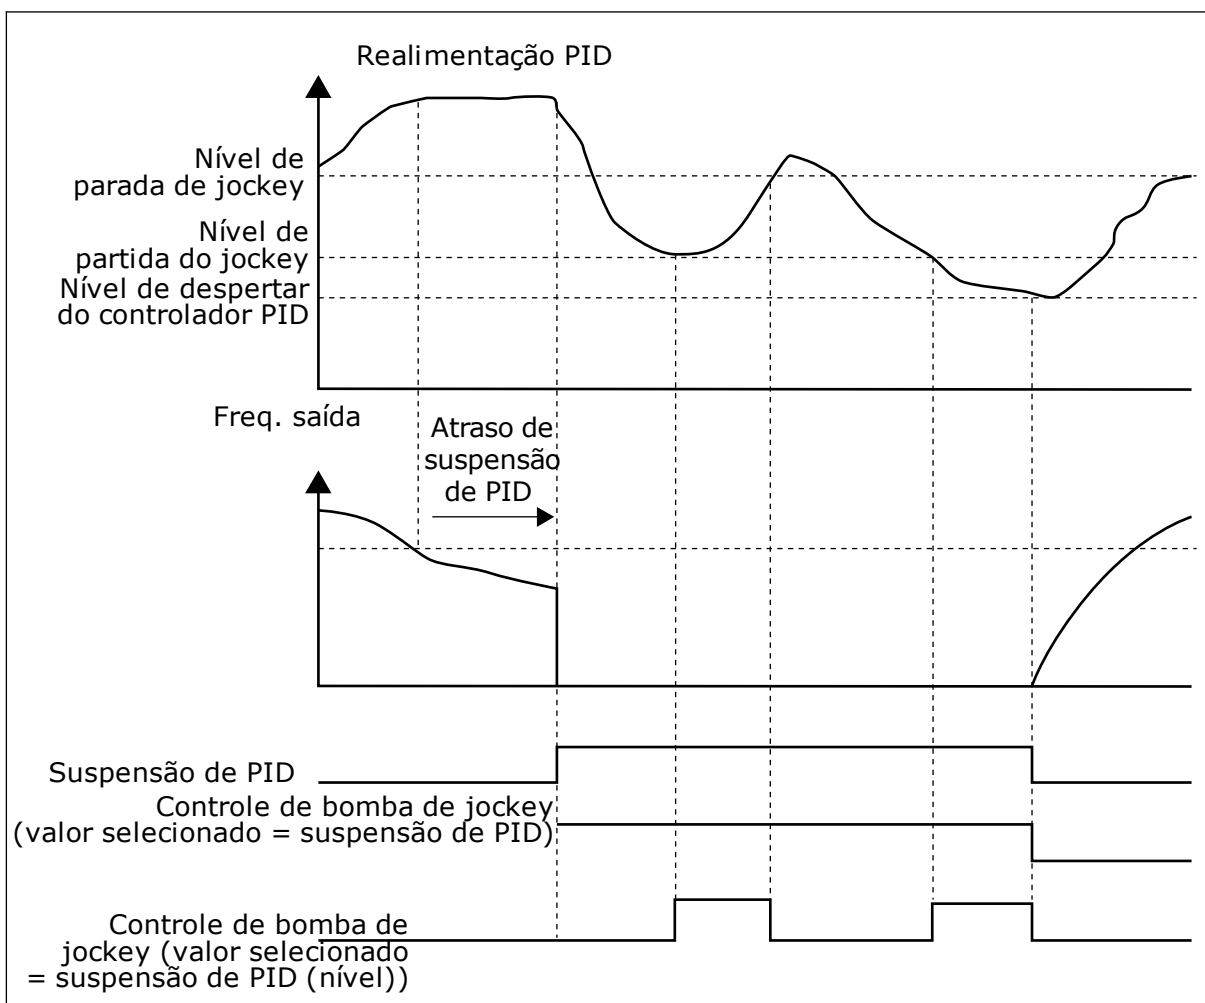 Realimentação PID
Nível de
parada de jockey
Nível de
partida do jockey
Nível de despertar
do controlador PID
Freq. saída
Atraso de
suspensão
de PID
Suspensão de PID
Controle de bomba de jockey
(valor selecionado = suspensão de PID)
Controle de bomba de
jockey (valor selecionado
= suspensão de PID (nível))